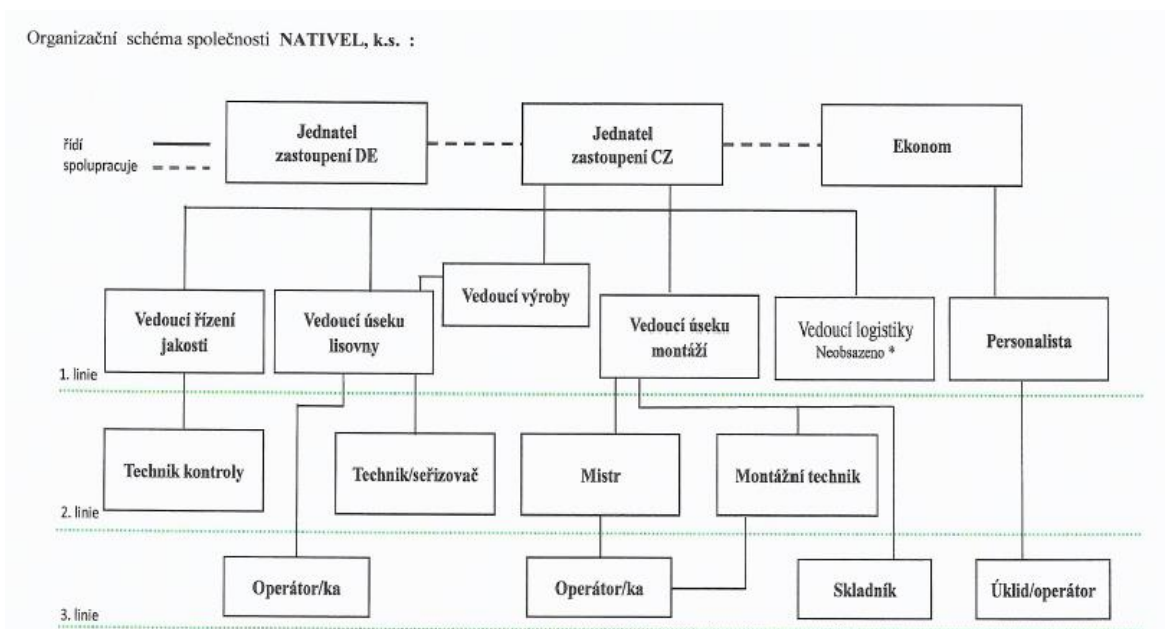 Organizační schéma společnosti NATIVEL, k.s. :
řídí
spolupracuje
Jednatel
zastoupení DE
Jednatel
zastoupení CZ
Ekonom
Vedoucí řízení
jakosti
Vedoucí úseku
lisovny
Vedoucí výroby
Vedoucí úseku
montáží
Vedoucí logistiky
Neobsazeno *
Personalista
1. linie
Technik kontroly
Technik/seřizovač
Mistr
Montážní technik
2. linie
Operátor/ka
Operátor/ka
Skladník
Úklid/operátor
3. linie